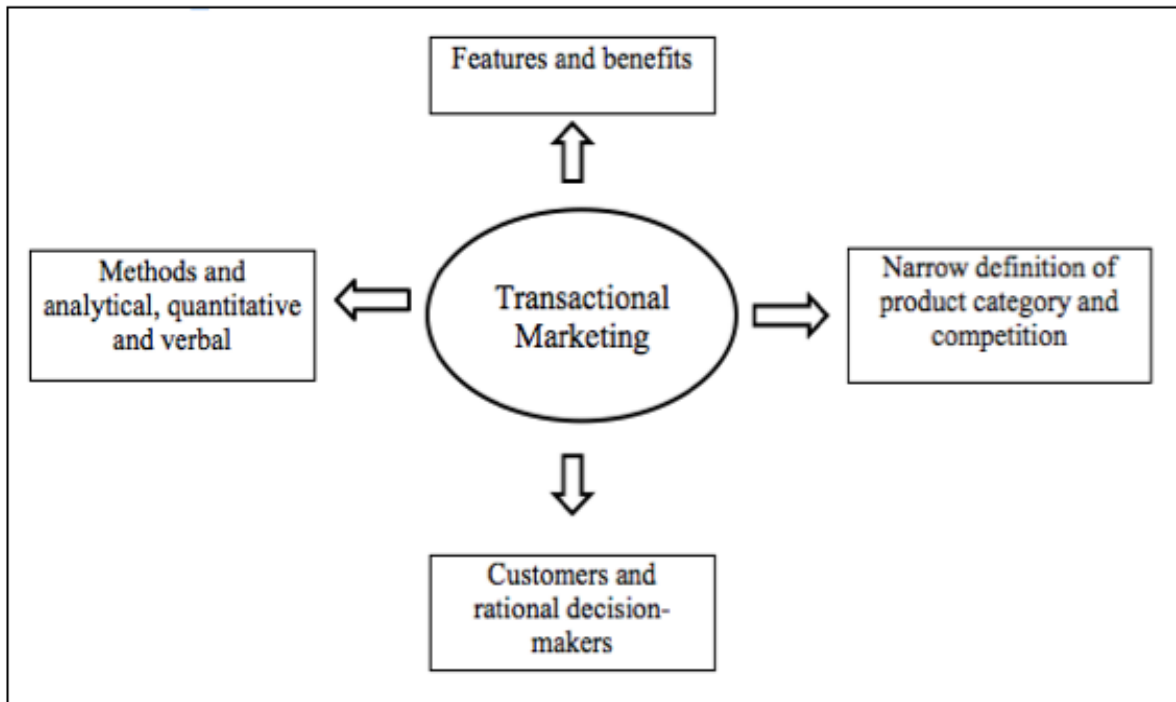 Features and benefits
Methods and
analytical, quantitative
and verbal
Transactional
Marketing
Narrow definition of
product category and
competition
Customers and
rational decision-
makers